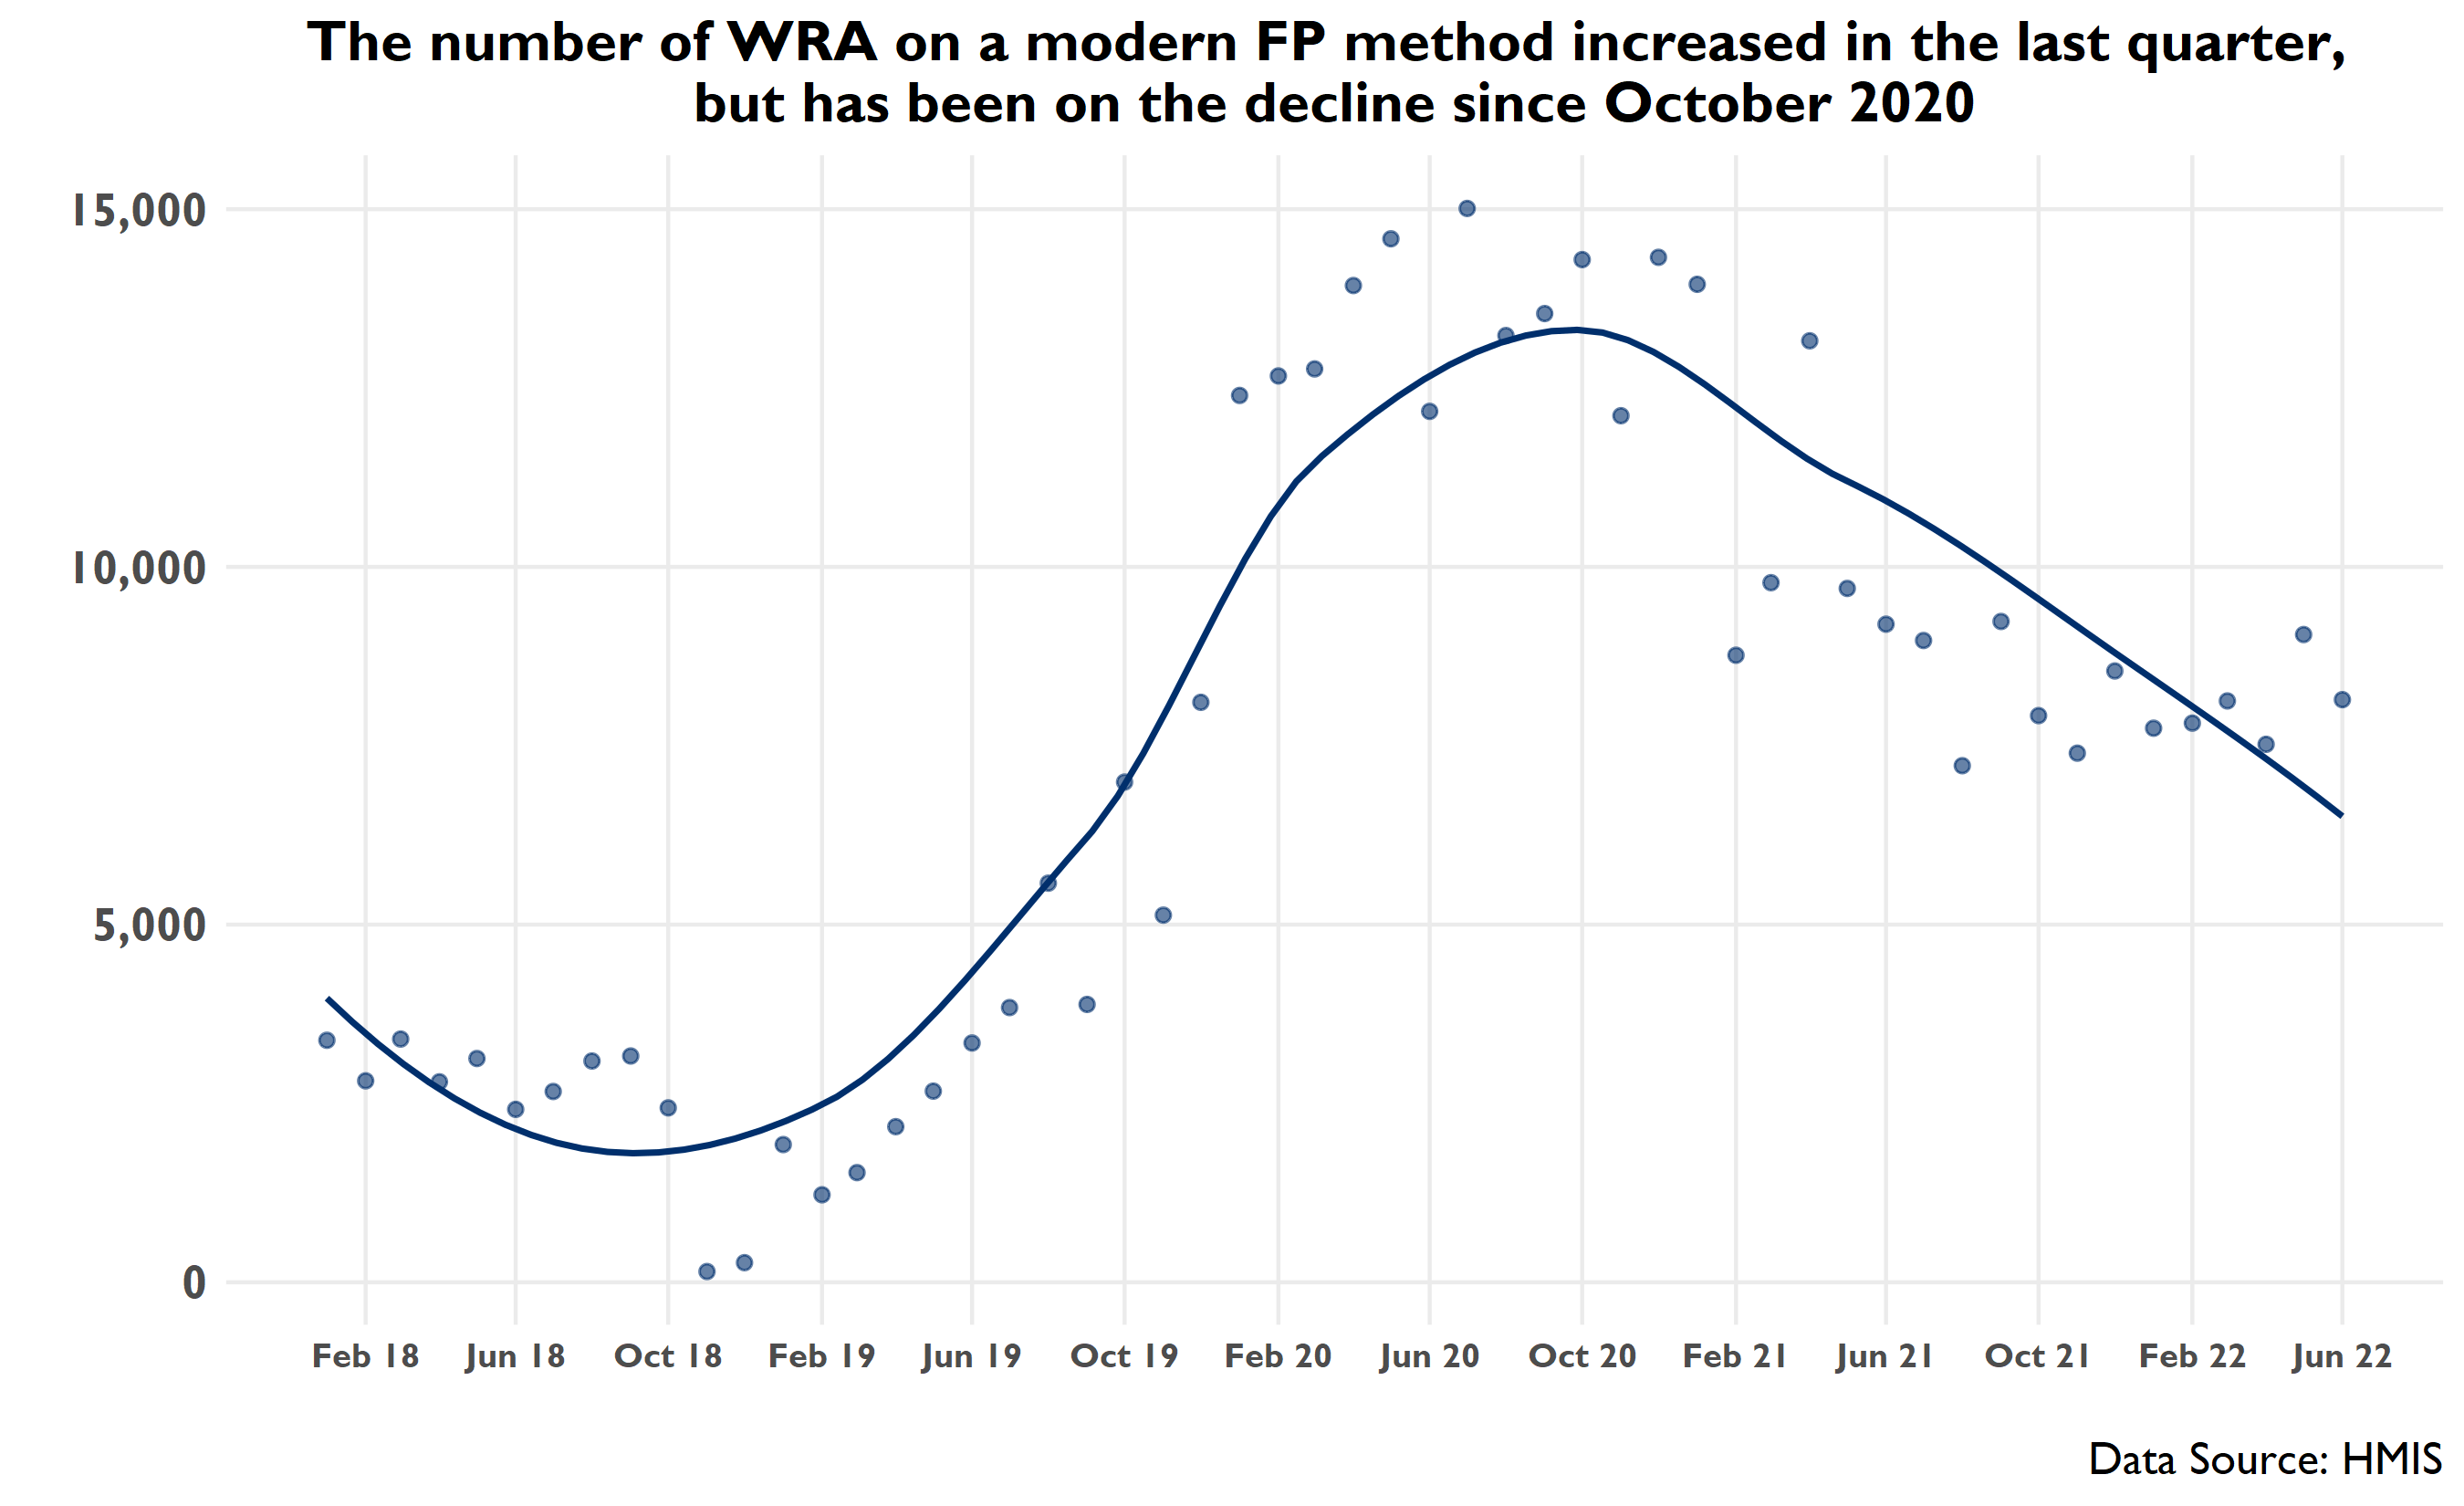 The number of WRA on a modern FP method increased in the last quarter,
but has been on the decline since October 2020
15,000
10,000
5,000
0
Feb 18 Jun 18 Oct 18 Feb 19 Jun 19 Oct 19 Feb 20 Jun 20 Oct 20 Feb 21 Jun 21 Oct 21 Feb 22 Jun 22
Data Source: HMIS